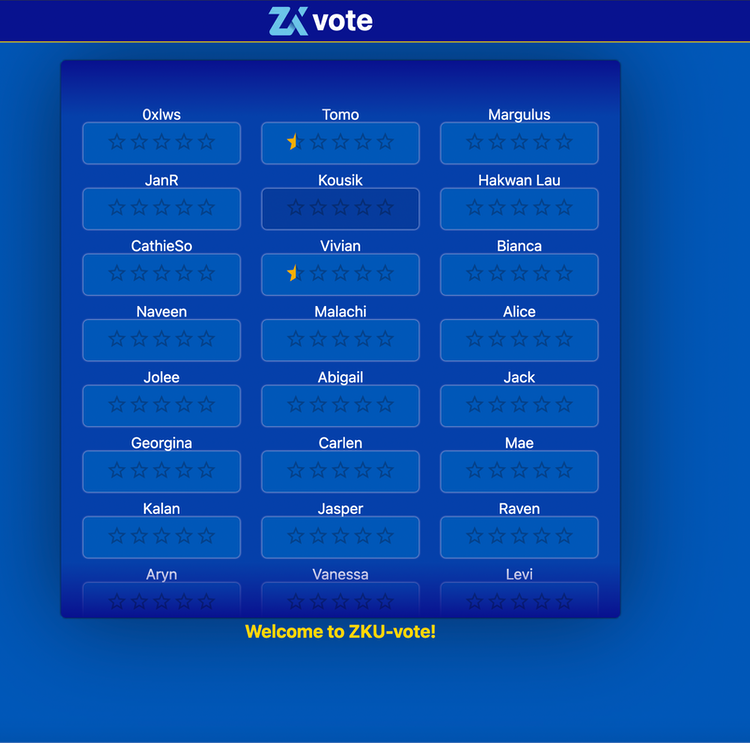 ZK vote
0xlws Tomo Margulus
JanR Kousik Hakwan Lau
CathieSo Vivian Bianca
Naveen Malachi Alice
Jolee Abigail Jack
Georgina Carlen Mae
Kalan Jasper Raven
Aryn Vanessa Levi
Welcome to ZKU-vote!